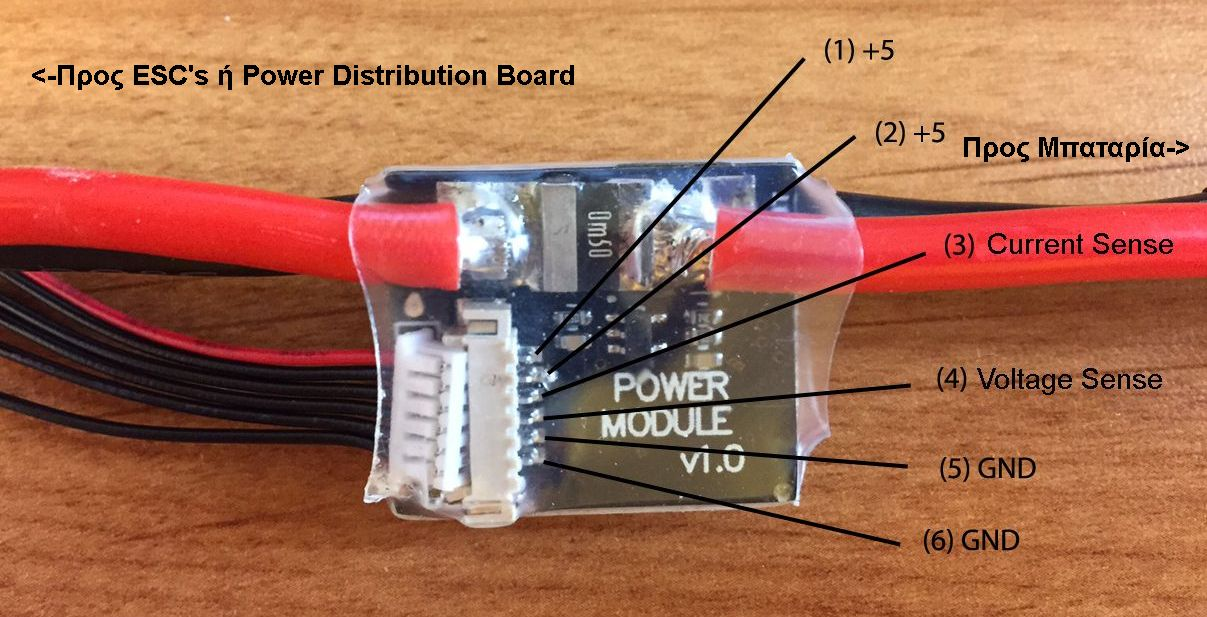 (1) +5
<-Προς ESC's ή Power Distribution Board
(2) +5
Προς Μπαταρία->
0m50
(3) Current Sense
POWER
MODULE
v1.0
(4) Voltage Sense
(5) GND
(6) GND